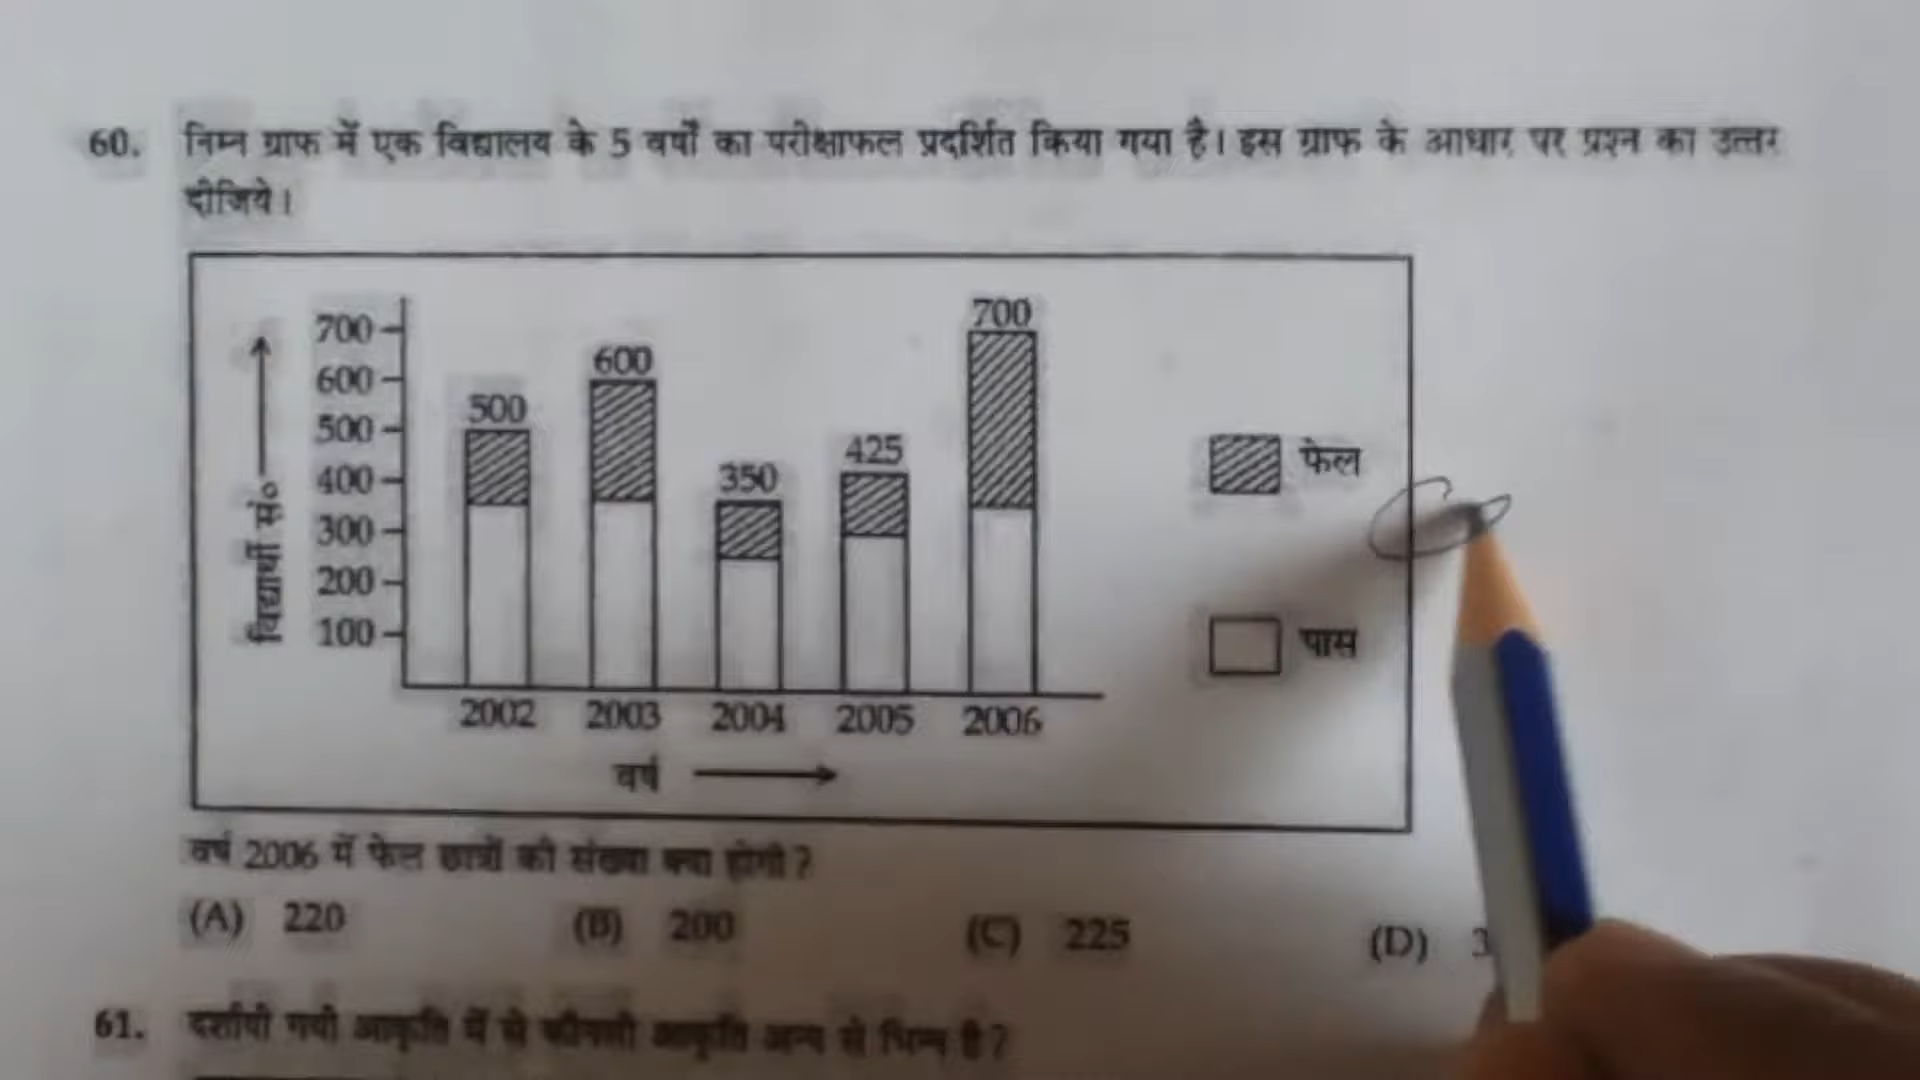 60. निम्न ग्राफ में एक विद्यालय के 5 वर्षों का परीक्षाफल प्रदर्शित किया गया है। इस ग्राफ के आधार पर प्रश्न का उत्तर
दीजिये।
विद्यार्थी सं०
700
600
500
400
300
200
100
500
600
350
425
700
फेल
पास
2002 2003 2004 2005 2006
वर्ष
वर्ष 2006 में फेल छात्रों की संख्या क्या होगी?
(A) 220 (B) 200 (C) 225 (D) 3
61. दर्शायी गयी आकृति में से कौनसी आकृति अन्य से भिन्न है?